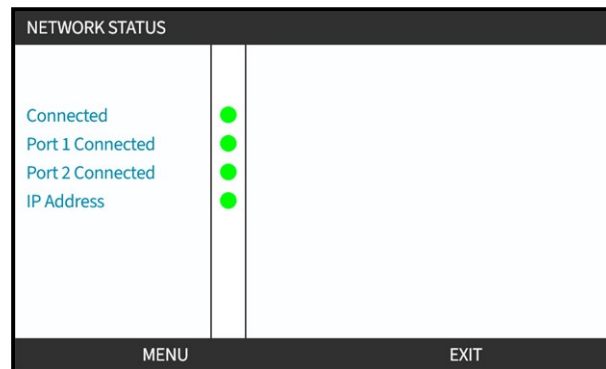 NETWORK STATUS
Connected
Port 1 Connected
Port 2 Connected
IP Address
MENU EXIT